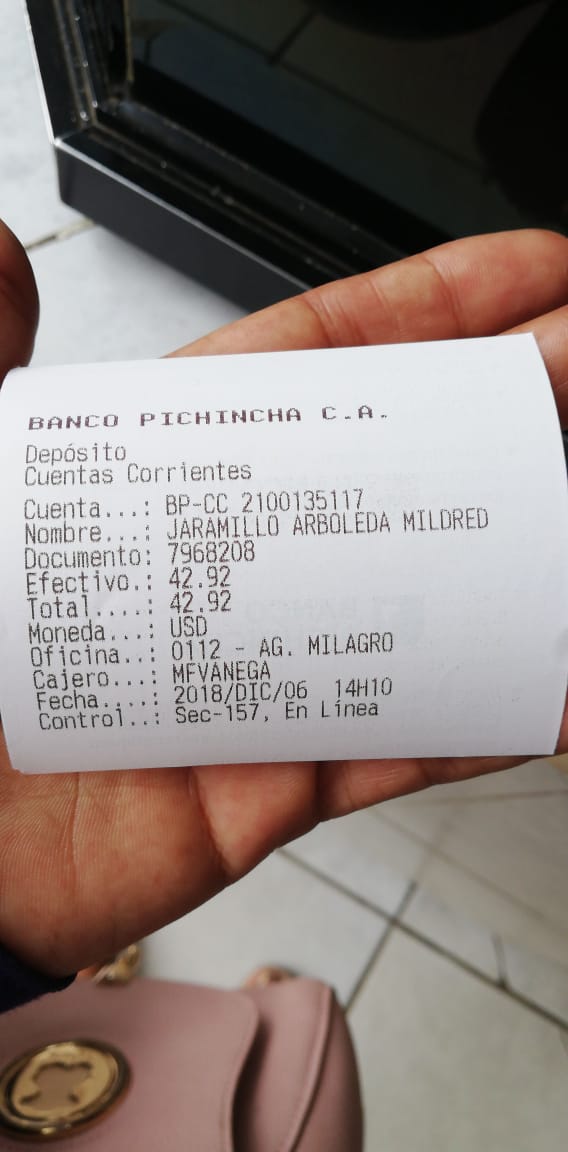 BANCO PICHINCHA C.A.
Depósito
Cuentas Corrientes
Cuenta...: BP-CC 2100135117
Nombre...: JARAMILLO ARBOLEDA MILDRED
Documento: 7968208
Efectivo.: 42.92
Total....: 42.92
Moneda...: USD
Oficina..: 0112 - AG. MILAGRO
Cajero...: MFVANEGA
Fecha....: 2018/DIC/06 14H10
Control..: Sec-157, En Línea